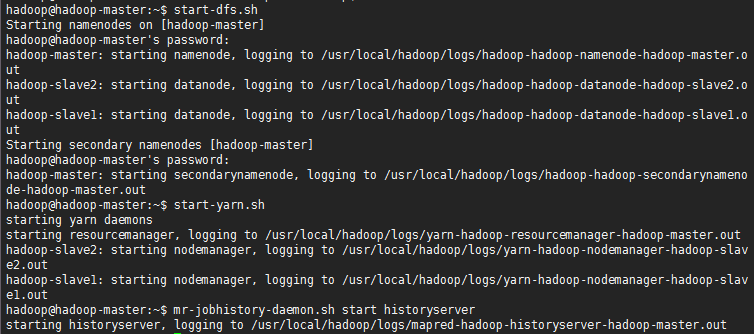 hadoop@hadoop-master:~$ start-dfs.sh
Starting namenodes on [hadoop-master]
hadoop@hadoop-master's password:
hadoop-master: starting namenode, logging to /usr/local/hadoop/logs/hadoop-hadoop-namenode-hadoop-master.o
ut
hadoop-slave2: starting datanode, logging to /usr/local/hadoop/logs/hadoop-hadoop-datanode-hadoop-slave2.o
ut
hadoop-slave1: starting datanode, logging to /usr/local/hadoop/logs/hadoop-hadoop-datanode-hadoop-slave1.o
ut
Starting secondary namenodes [hadoop-master]
hadoop@hadoop-master's password:
hadoop-master: starting secondarynamenode, logging to /usr/local/hadoop/logs/hadoop-hadoop-secondarynameno
de-hadoop-master.out
hadoop@hadoop-master:~$ start-yarn.sh
starting yarn daemons
starting resourcemanager, logging to /usr/local/hadoop/logs/yarn-hadoop-resourcemanager-hadoop-master.out
hadoop-slave2: starting nodemanager, logging to /usr/local/hadoop/logs/yarn-hadoop-nodemanager-hadoop-slav
e2.out
hadoop-slave1: starting nodemanager, logging to /usr/local/hadoop/logs/yarn-hadoop-nodemanager-hadoop-slav
e1.out
hadoop@hadoop-master:~$ mr-jobhistory-daemon.sh start historyserver
starting historyserver, logging to /usr/local/hadoop/logs/mapred-hadoop-historyserver-hadoop-master.out